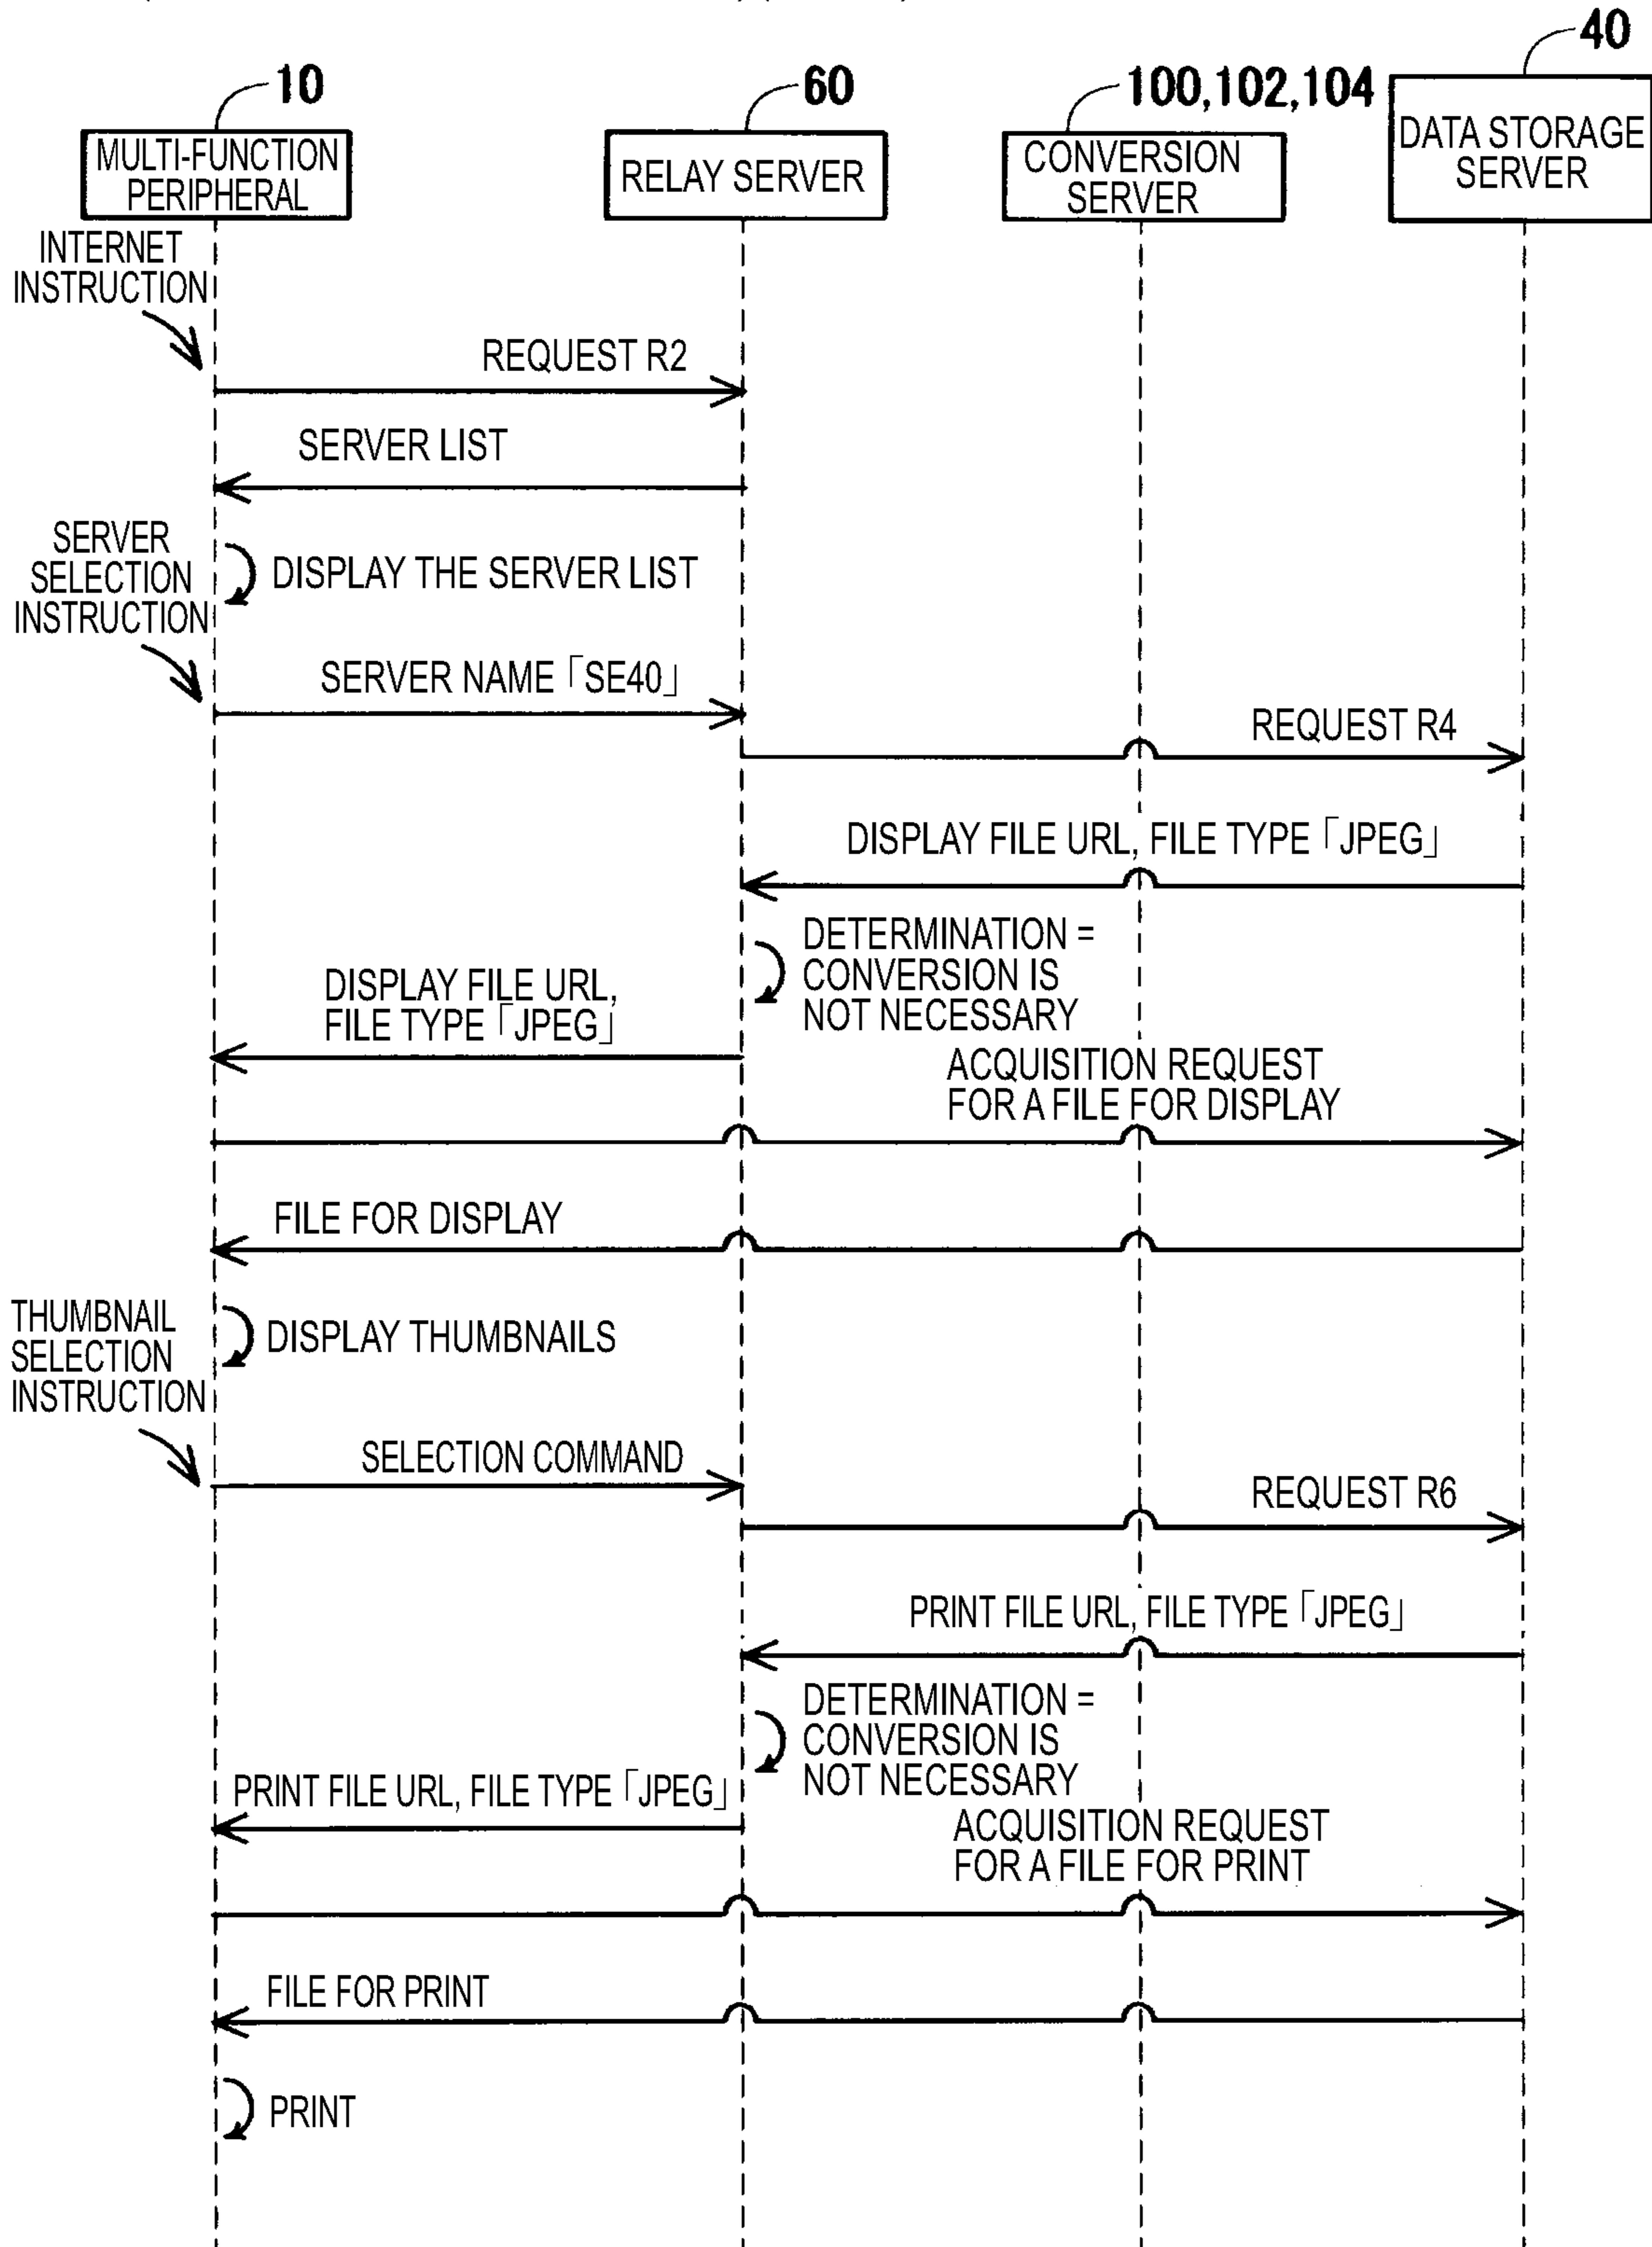 40
10
60
100,102,104
MULTI-FUNCTION
PERIPHERAL
RELAY SERVER
CONVERSION
SERVER
DATA STORAGE
SERVER
INTERNET
INSTRUCTION
REQUEST R2
SERVER LIST
SERVER
SELECTION
INSTRUCTION
DISPLAY THE SERVER LIST
SERVER NAME「SE40」
REQUEST R4
DISPLAY FILE URL, FILE TYPE「JPEG」
DETERMINATION =
CONVERSION IS
NOT NECESSARY
DISPLAY FILE URL,
FILE TYPE「JPEG」
ACQUISITION REQUEST
FOR A FILE FOR DISPLAY
FILE FOR DISPLAY
THUMBNAIL
SELECTION
INSTRUCTION
DISPLAY THUMBNAILS
SELECTION COMMAND
REQUEST R6
PRINT FILE URL, FILE TYPE「JPEG」
DETERMINATION =
CONVERSION IS
NOT NECESSARY
PRINT FILE URL, FILE TYPE「JPEG」
ACQUISITION REQUEST
FOR A FILE FOR PRINT
FILE FOR PRINT
PRINT